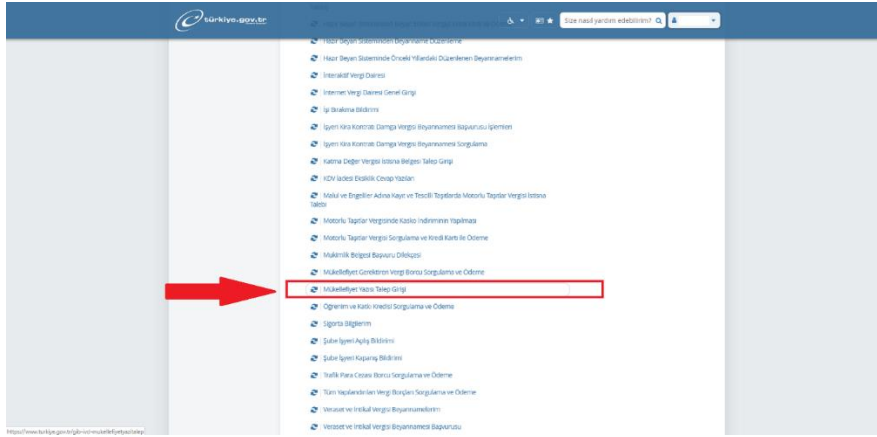 türkiye.gov.tr
Size nasıl yardım edebilirim?
Hazır Beyan Sisteminden Beyanname Düzenleme
Hazır Beyan Sisteminde Önceki Yıllardaki Düzenlenen Beyannamelerim
İnteraktif Vergi Dairesi
İnternet Vergi Dairesi Genel Girişi
İşi Bırakma Bildirimi
İşyeri Kira Kontratı Damga Vergisi Beyannamesi Başvurusu İşlemleri
İşyeri Kira Kontratı Damga Vergisi Beyannamesi Sorgulama
Katma Değer Vergisi İstisna Belgesi Talep Girişi
KDV İadesi Eksiklik Cevap Yazıları
Malul ve Engelliler Adına Kayıt ve Tescilli Taşıtlarda Motorlu Taşıtlar Vergisi İstisna
Talebi
Motorlu Taşıtlar Vergisinde Kasko İndiriminin Yapılması
Motorlu Taşıtlar Vergisi Sorgulama ve Kredi Kartı ile Ödeme
Mukimlik Belgesi Başvuru Dilekçesi
Mükellefiyet Gerektiren Vergi Borcu Sorgulama ve Ödeme
Mükellefiyet Yazısı Talep Girişi
Öğrenim ve Katkı Kredisi Sorgulama ve Ödeme
Sigorta Bilgilerim
Şube İşyeri Açılış Bildirimi
Şube İşyeri Kapanış Bildirimi
Trafik Para Cezası Borcu Sorgulama ve Ödeme
Tüm Yapılandırılan Vergi Borçları Sorgulama ve Ödeme
Veraset ve İntikal Vergisi Beyannamelerim
Veraset ve İntikal Vergisi Beyannamesi Başvurusu